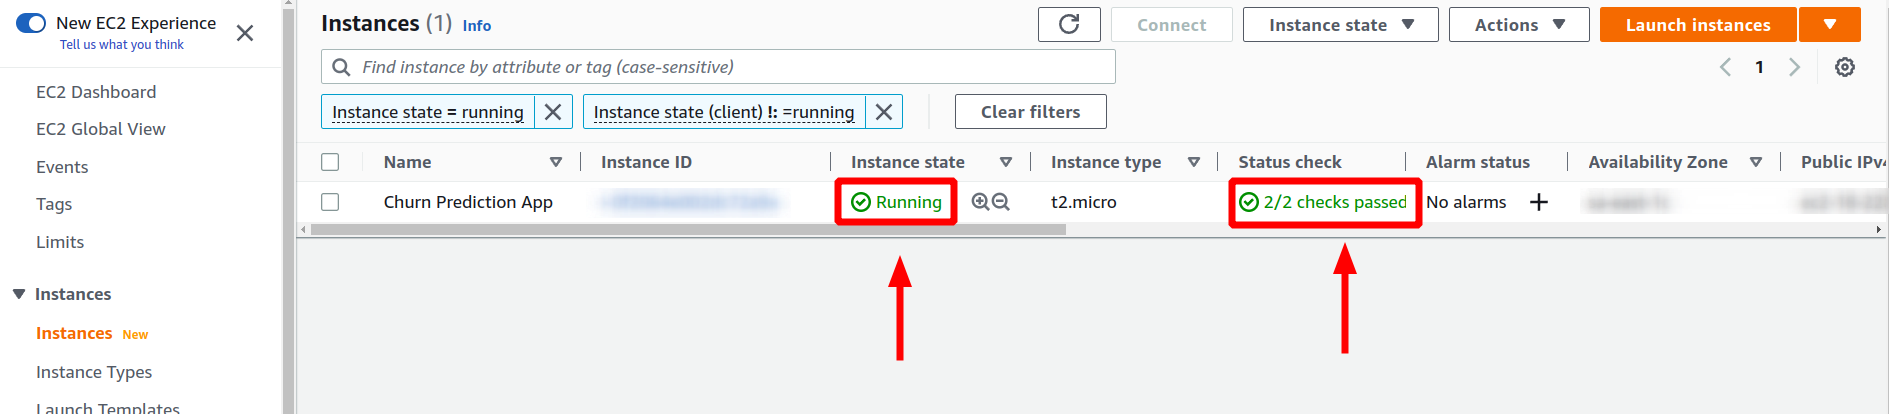 New EC2 Experience
Tell us what you think
EC2 Dashboard
EC2 Global View
Events
Tags
Limits
Instances
Instances New
Instance Types
Launch Templates
Instances (1) Info
Connect
Instance state
Actions
Launch instances
Find instance by attribute or tag (case-sensitive)
1
Instance state = running
Instance state (client) !: =running
Clear filters
Name Instance ID Instance state Instance type Status check Alarm status Availability Zone Public IPv4
Churn Prediction App Running t2.micro 2/2 checks passed No alarms